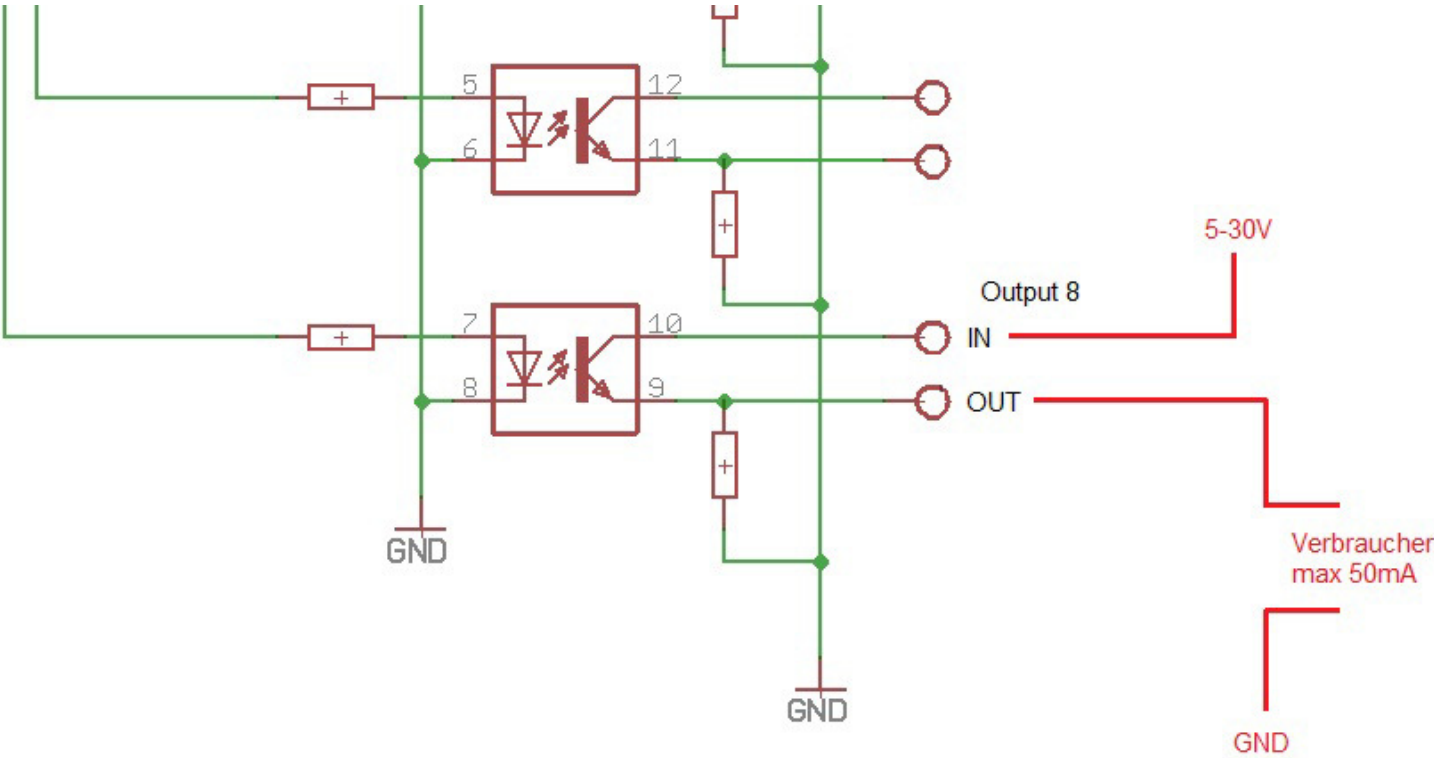 5
12
6
11
5-30V
Output 8
7
10
IN
8
9
OUT
GND
Verbraucher
max 50mA
GND
GND